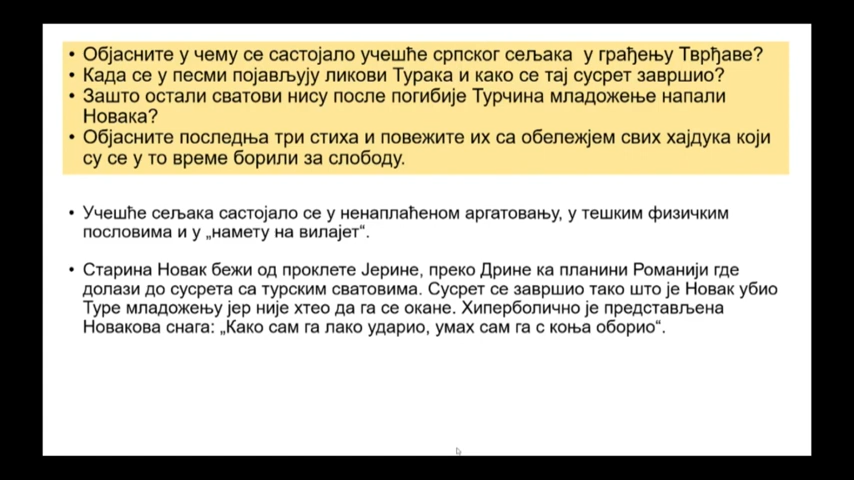 • Објасните у чему се састојало учешће српског сељака у грађењу Тврђаве?
• Када се у песми појављују ликови Турака и како се тај сусрет завршио?
• Зашто остали сватови нису после погибије Турчина младожење напали
Новака?
• Објасните последња три стиха и повежите их са обележјем свих хајдука који
су се у то време борили за слободу.
• Учешће сељака састојало се у ненаплаћеном аргатовању, у тешким физичким
пословима и у „намету на вилајет“.
• Старина Новак бежи од проклете Јерине, преко Дрине ка планини Романији где
долази до сусрета са турским сватовима. Сусрет се завршио тако што је Новак убио
Туре младожењу јер није хтео да га се окане. Хиперболично је представљена
Новакова снага: „Како сам га лако ударио, умах сам га с коња оборио“.